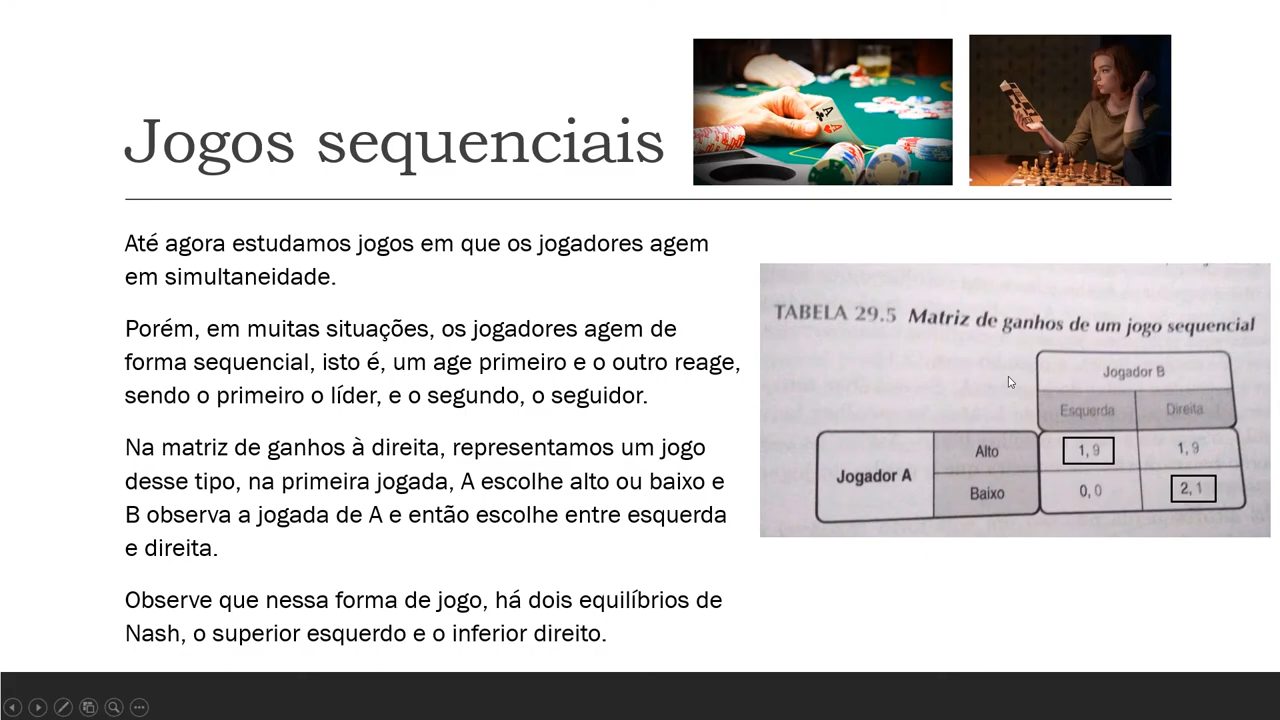 Jogos sequenciais
Até agora estudamos jogos em que os jogadores agem
em simultaneidade.
Porém, em muitas situações, os jogadores agem de
forma sequencial, isto é, um age primeiro e o outro reage,
sendo o primeiro o líder, e o segundo, o seguidor.
Na matriz de ganhos à direita, representamos um jogo
desse tipo, na primeira jogada, A escolhe alto ou baixo e
B observa a jogada de A e então escolhe entre esquerda
e direita.
Observe que nessa forma de jogo, há dois equilíbrios de
Nash, o superior esquerdo e o inferior direito.
TABELA 29.5 Matriz de ganhos de um jogo sequencial
Jogador B
Esquerda Direita
Jogador A
Alto 1, 9 1, 9
Baixo 0, 0 2, 1